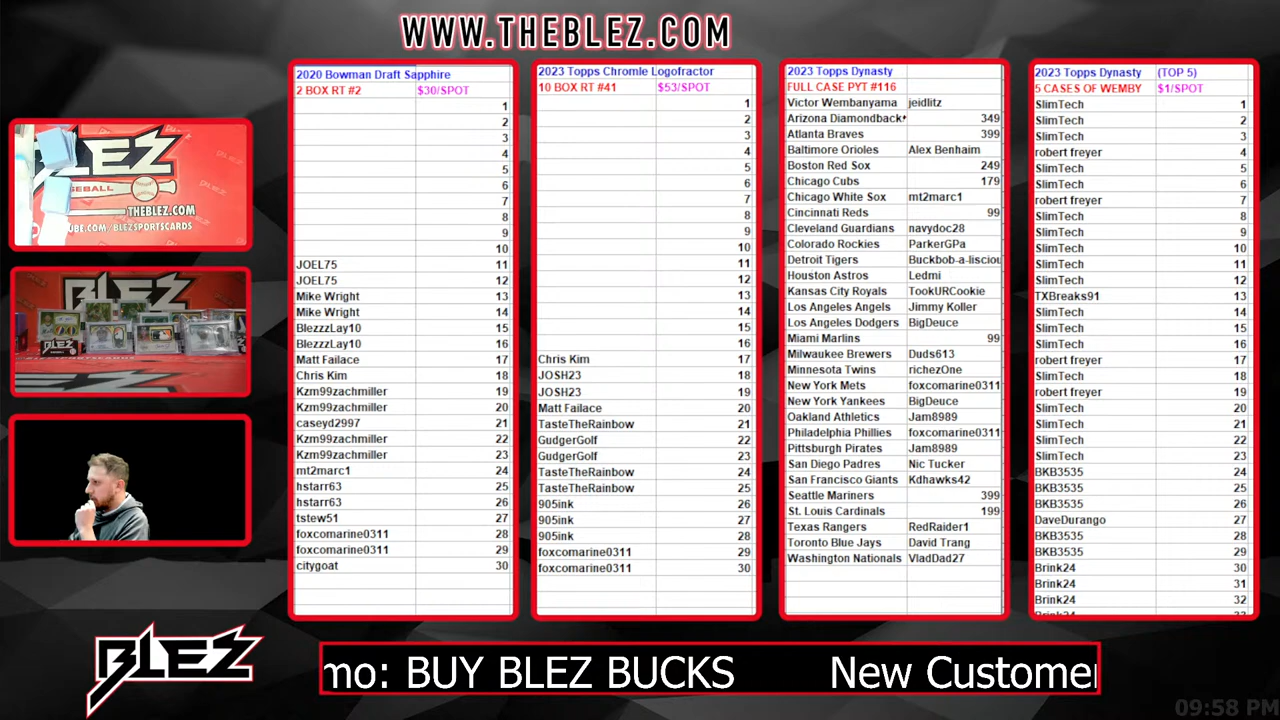 WWW.THEBLEZ.COM
BLEZ
BASEBALL
THEBLEZ.COM
UBE.COM/BLEZSPORTSCARDS
BLEZ
2020 Bowman Draft Sapphire
2 BOX RT #2 $30/SPOT
1
2
3
4
5
6
7
8
9
10
JOEL75 11
JOEL75 12
Mike Wright 13
Mike Wright 14
BlezzzLay10 15
BlezzzLay10 16
Matt Failace 17
Chris Kim 18
Kzm99zachmiller 19
Kzm99zachmiller 20
caseyd2997 21
Kzm99zachmiller 22
Kzm99zachmiller 23
mt2marc1 24
hstarr63 25
hstarr63 26
tstew51 27
foxcomarine0311 28
foxcomarine0311 29
citygoat 30
2023 Topps Chromle Logofractor
10 BOX RT #41 $53/SPOT
1
2
3
4
5
6
7
8
9
10
11
12
13
14
15
16
Chris Kim 17
JOSH23 18
JOSH23 19
Matt Failace 20
TasteTheRainbow 21
GudgerGolf 22
GudgerGolf 23
TasteTheRainbow 24
TasteTheRainbow 25
905ink 26
905ink 27
905ink 28
foxcomarine0311 29
foxcomarine0311 30
2023 Topps Dynasty
FULL CASE PYT #116
Victor Wembanyama jeidlitz
Arizona Diamondback 349
Atlanta Braves 399
Baltimore Orioles Alex Benhaim
Boston Red Sox 249
Chicago Cubs 179
Chicago White Sox mt2marc1
Cincinnati Reds 99
Cleveland Guardians navydoc28
Colorado Rockies ParkerGPa
Detroit Tigers Buckbob-a-lisciou
Houston Astros Ledmi
Kansas City Royals TookURCookie
Los Angeles Angels Jimmy Koller
Los Angeles Dodgers BigDeuce
Miami Marlins 99
Milwaukee Brewers Duds613
Minnesota Twins richezOne
New York Mets foxcomarine0311
New York Yankees BigDeuce
Oakland Athletics Jam8989
Philadelphia Phillies foxcomarine0311
Pittsburgh Pirates Jam8989
San Diego Padres Nic Tucker
San Francisco Giants Kdhawks42
Seattle Mariners 399
St. Louis Cardinals 199
Texas Rangers RedRaider1
Toronto Blue Jays David Trang
Washington Nationals VladDad27
2023 Topps Dynasty (TOP 5)
5 CASES OF WEMBY $1/SPOT
SlimTech 1
SlimTech 2
SlimTech 3
robert freyer 4
SlimTech 5
SlimTech 6
robert freyer 7
SlimTech 8
SlimTech 9
SlimTech 10
SlimTech 11
SlimTech 12
TXBreaks91 13
SlimTech 14
SlimTech 15
SlimTech 16
robert freyer 17
SlimTech 18
robert freyer 19
SlimTech 20
SlimTech 21
SlimTech 22
SlimTech 23
BKB3535 24
BKB3535 25
BKB3535 26
DaveDurango 27
BKB3535 28
BKB3535 29
Brink24 30
Brink24 31
Brink24 32
Brink24 33
BLEZ
mo: BUY BLEZ BUCKS New Customer
09:58 PM